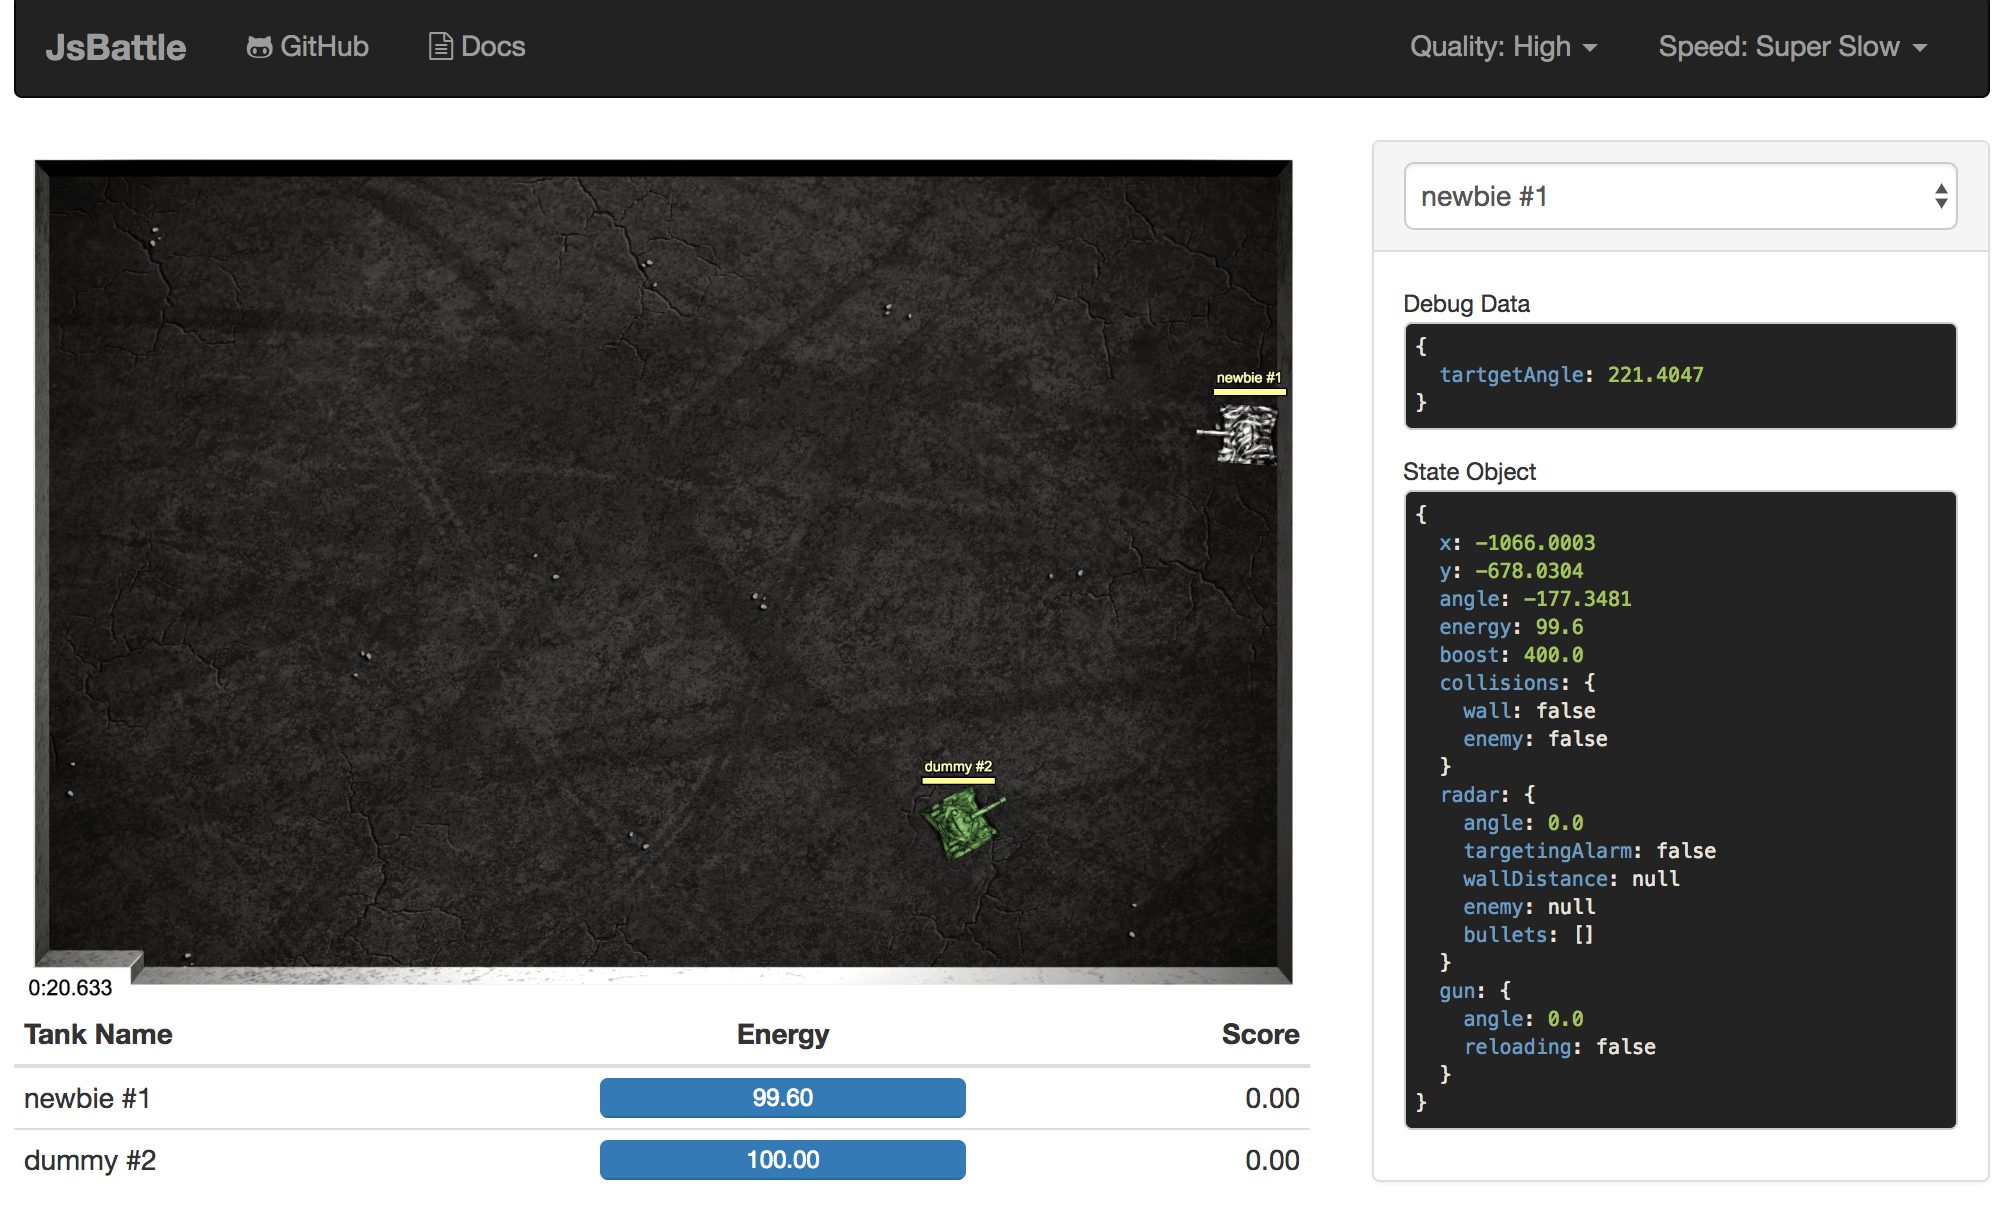 JsBattle GitHub Docs Quality: High Speed: Super Slow
newbie #1
dummy #2
0:20.633
Tank Name Energy Score
newbie #1 99.60 0.00
dummy #2 100.00 0.00
newbie #1
Debug Data
{
tartgetAngle: 221.4047
}
State Object
{
x: -1066.0003
y: -678.0304
angle: -177.3481
energy: 99.6
boost: 400.0
collisions: {
wall: false
enemy: false
}
radar: {
angle: 0.0
targetingAlarm: false
wallDistance: null
enemy: null
bullets: []
}
gun: {
angle: 0.0
reloading: false
}
}